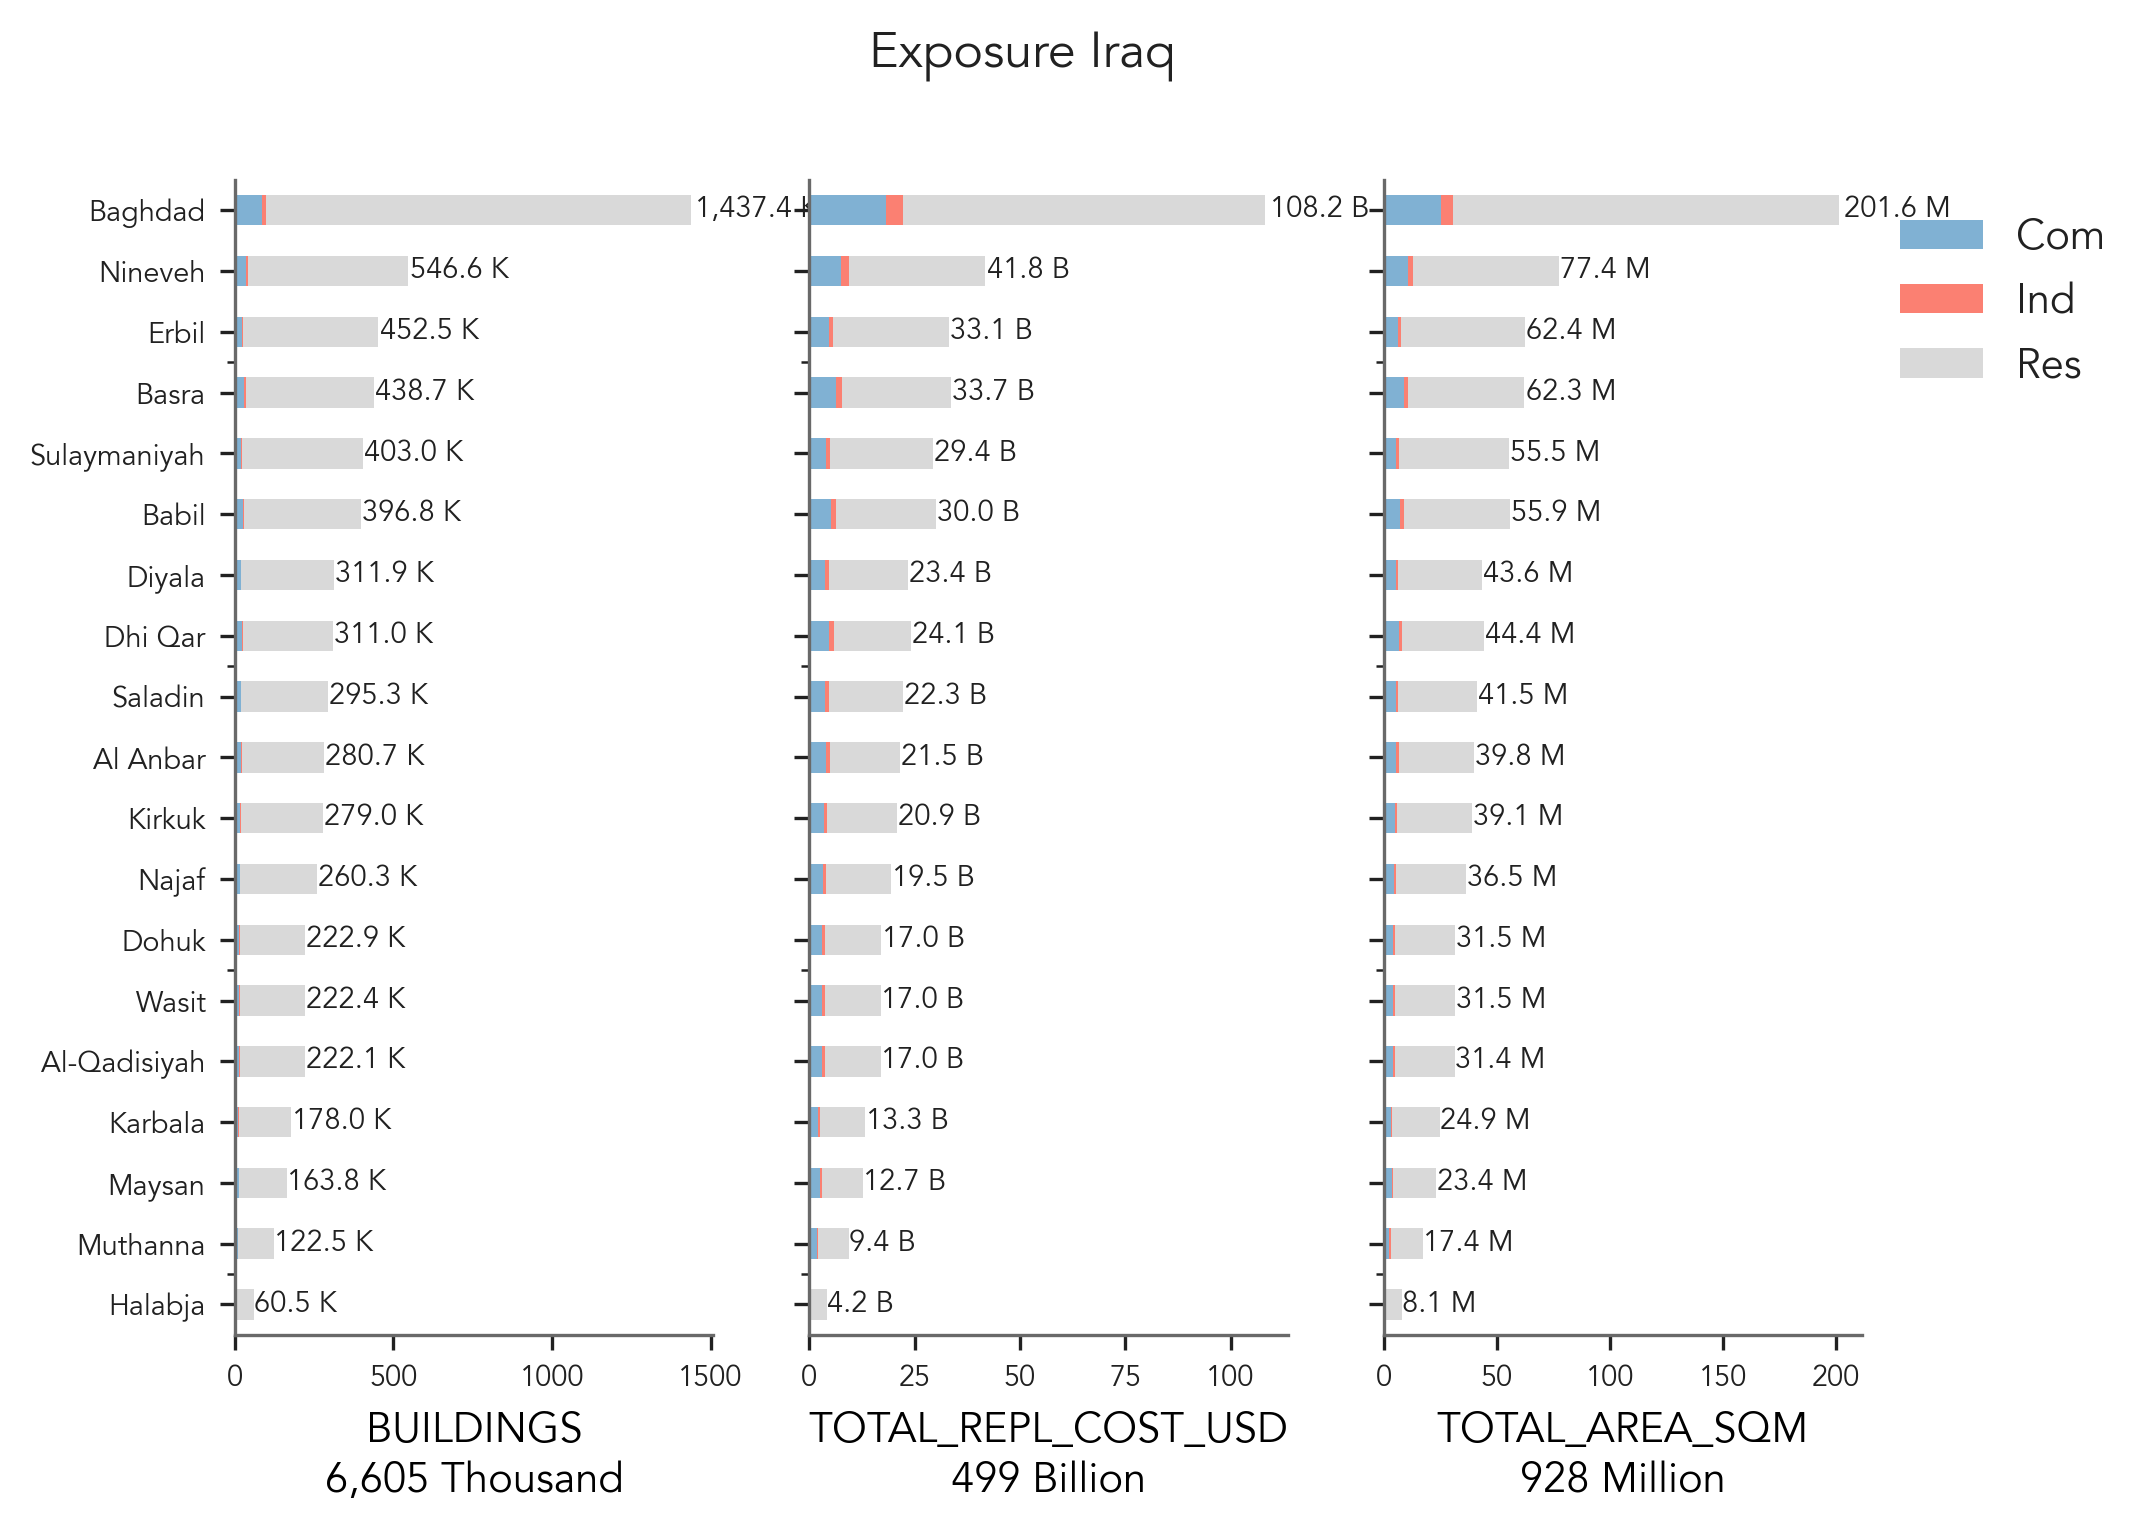 Exposure Iraq
Baghdad
Nineveh
Erbil
Basra
Sulaymaniyah
Babil
Diyala
Dhi Qar
Saladin
Al Anbar
Kirkuk
Najaf
Dohuk
Wasit
Al-Qadisiyah
Karbala
Maysan
Muthanna
Halabja
1,437.4 K
546.6 K
452.5 K
438.7 K
403.0 K
396.8 K
311.9 K
311.0 K
295.3 K
280.7 K
279.0 K
260.3 K
222.9 K
222.4 K
222.1 K
178.0 K
163.8 K
122.5 K
60.5 K
0 500 1000 1500
BUILDINGS
6,605 Thousand
108.2 B
41.8 B
33.1 B
33.7 B
29.4 B
30.0 B
23.4 B
24.1 B
22.3 B
21.5 B
20.9 B
19.5 B
17.0 B
17.0 B
17.0 B
13.3 B
12.7 B
9.4 B
4.2 B
0 25 50 75 100
TOTAL_REPL_COST_USD
499 Billion
201.6 M
77.4 M
62.4 M
62.3 M
55.5 M
55.9 M
43.6 M
44.4 M
41.5 M
39.8 M
39.1 M
36.5 M
31.5 M
31.5 M
31.4 M
24.9 M
23.4 M
17.4 M
8.1 M
0 50 100 150 200
TOTAL_AREA_SQM
928 Million
Com
Ind
Res